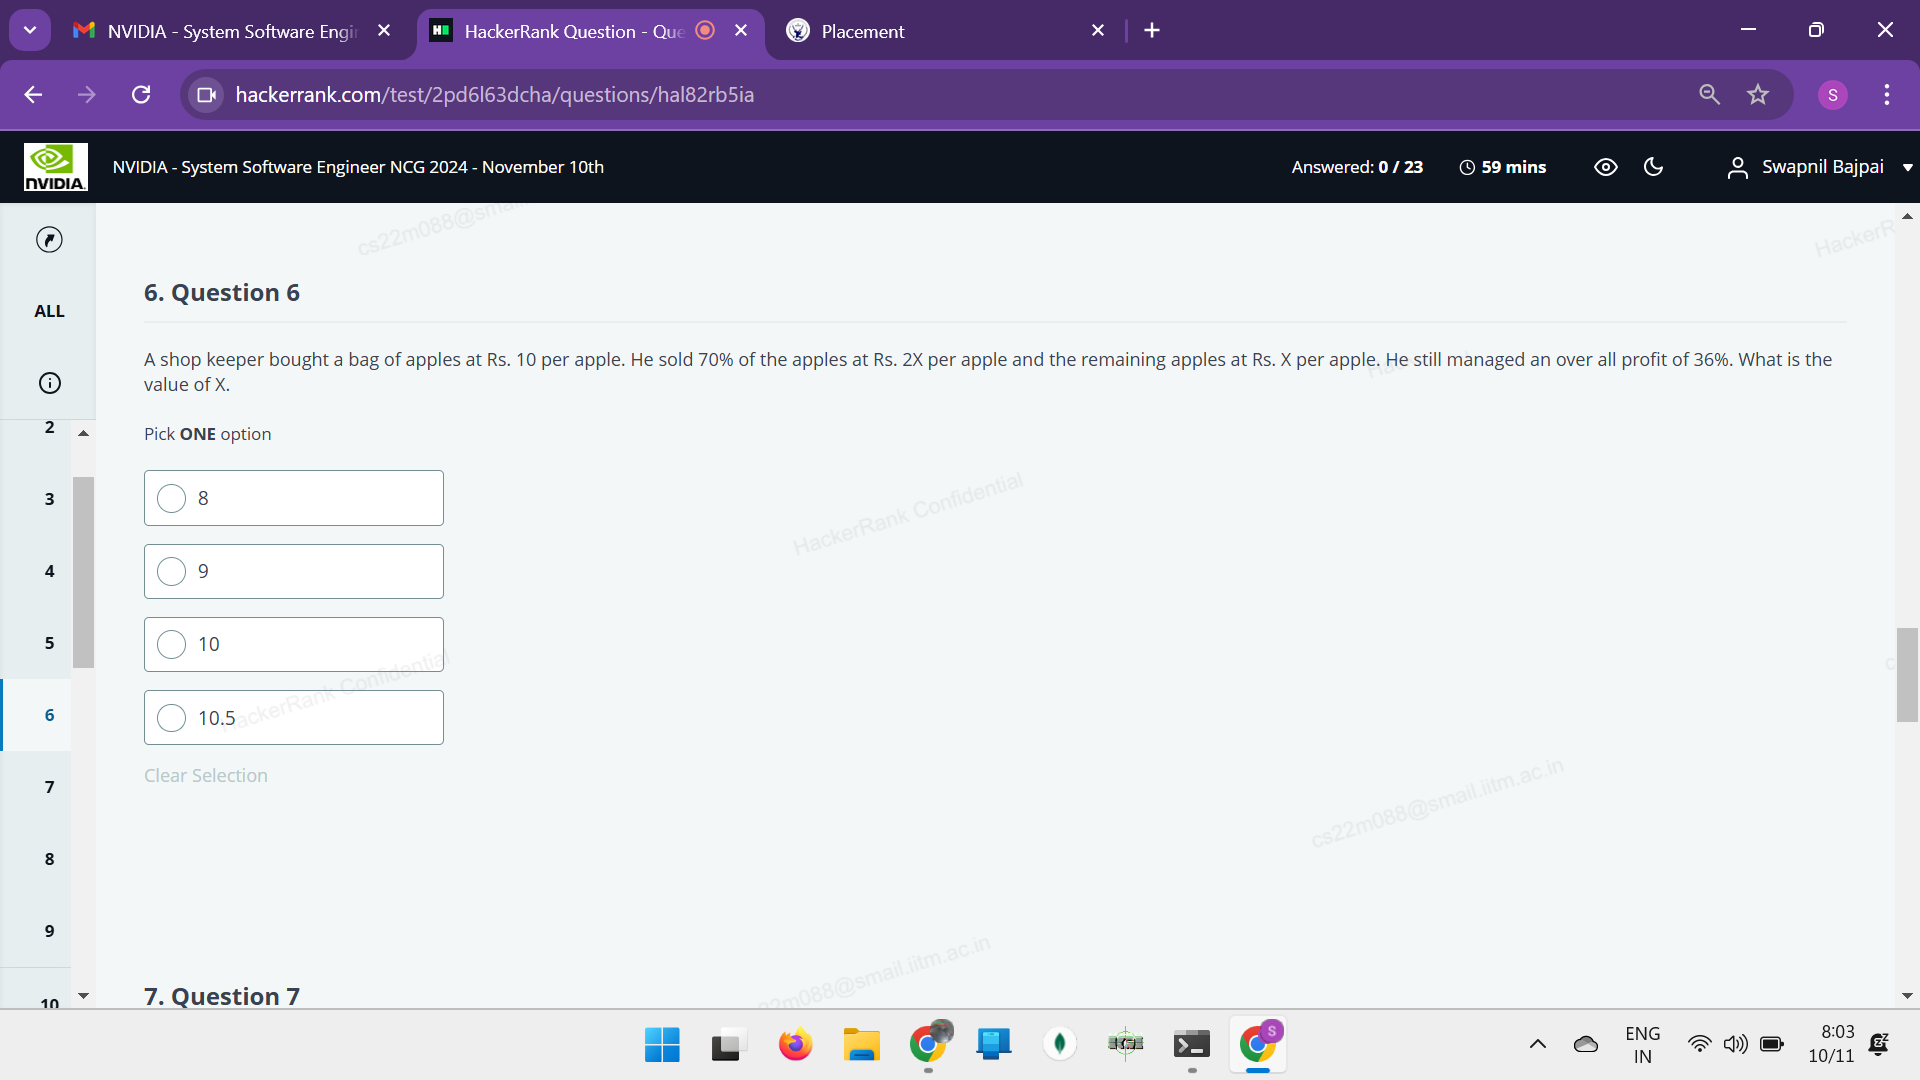 NVIDIA - System Software Engin
HackerRank Question - Que
Placement
hackerrank.com/test/2pd6l63dcha/questions/hal82rb5ia
S
NVIDIA
NVIDIA - System Software Engineer NCG 2024 - November 10th
Answered: 0 / 23
59 mins
Swapnil Bajpai
cs22m088@smail
HackerR
ALL
2
3
4
5
6
7
8
9
10
6. Question 6
A shop keeper bought a bag of apples at Rs. 10 per apple. He sold 70% of the apples at Rs. 2X per apple and the remaining apples at Rs. X per apple. He still managed an over all profit of 36%. What is the
value of X.
Pick ONE option
8
9
10
10.5
Clear Selection
HackerRank Confidential
HackerRank Confidential
cs22m088@smail.iitm.ac.in
22m088@smail.iitm.ac.in
7. Question 7
S
ENG
IN
8:03
10/11